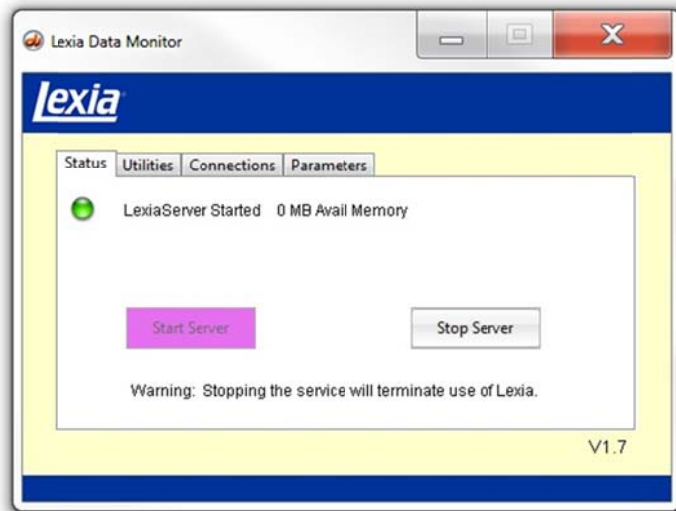 Lexia Data Monitor
Lexia
Status Utilities Connections Parameters
LexiaServer Started 0 MB Avail Memory
Start Server Stop Server
Warning: Stopping the service will terminate use of Lexia.
V1.7